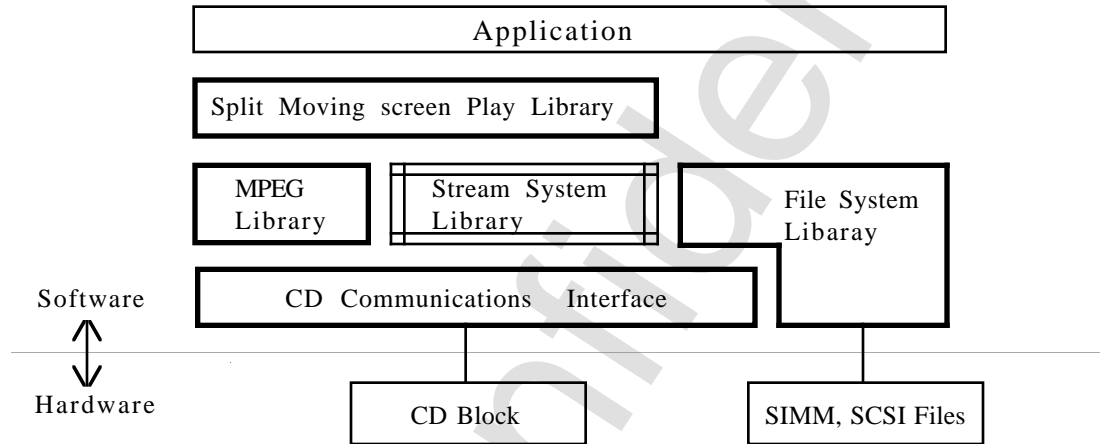 Application
Split Moving screen Play Library
MPEG
Library
Stream System
Library
File System
Libaray
CD Communications Interface
Software
Hardware
CD Block
SIMM, SCSI Files
nfiden